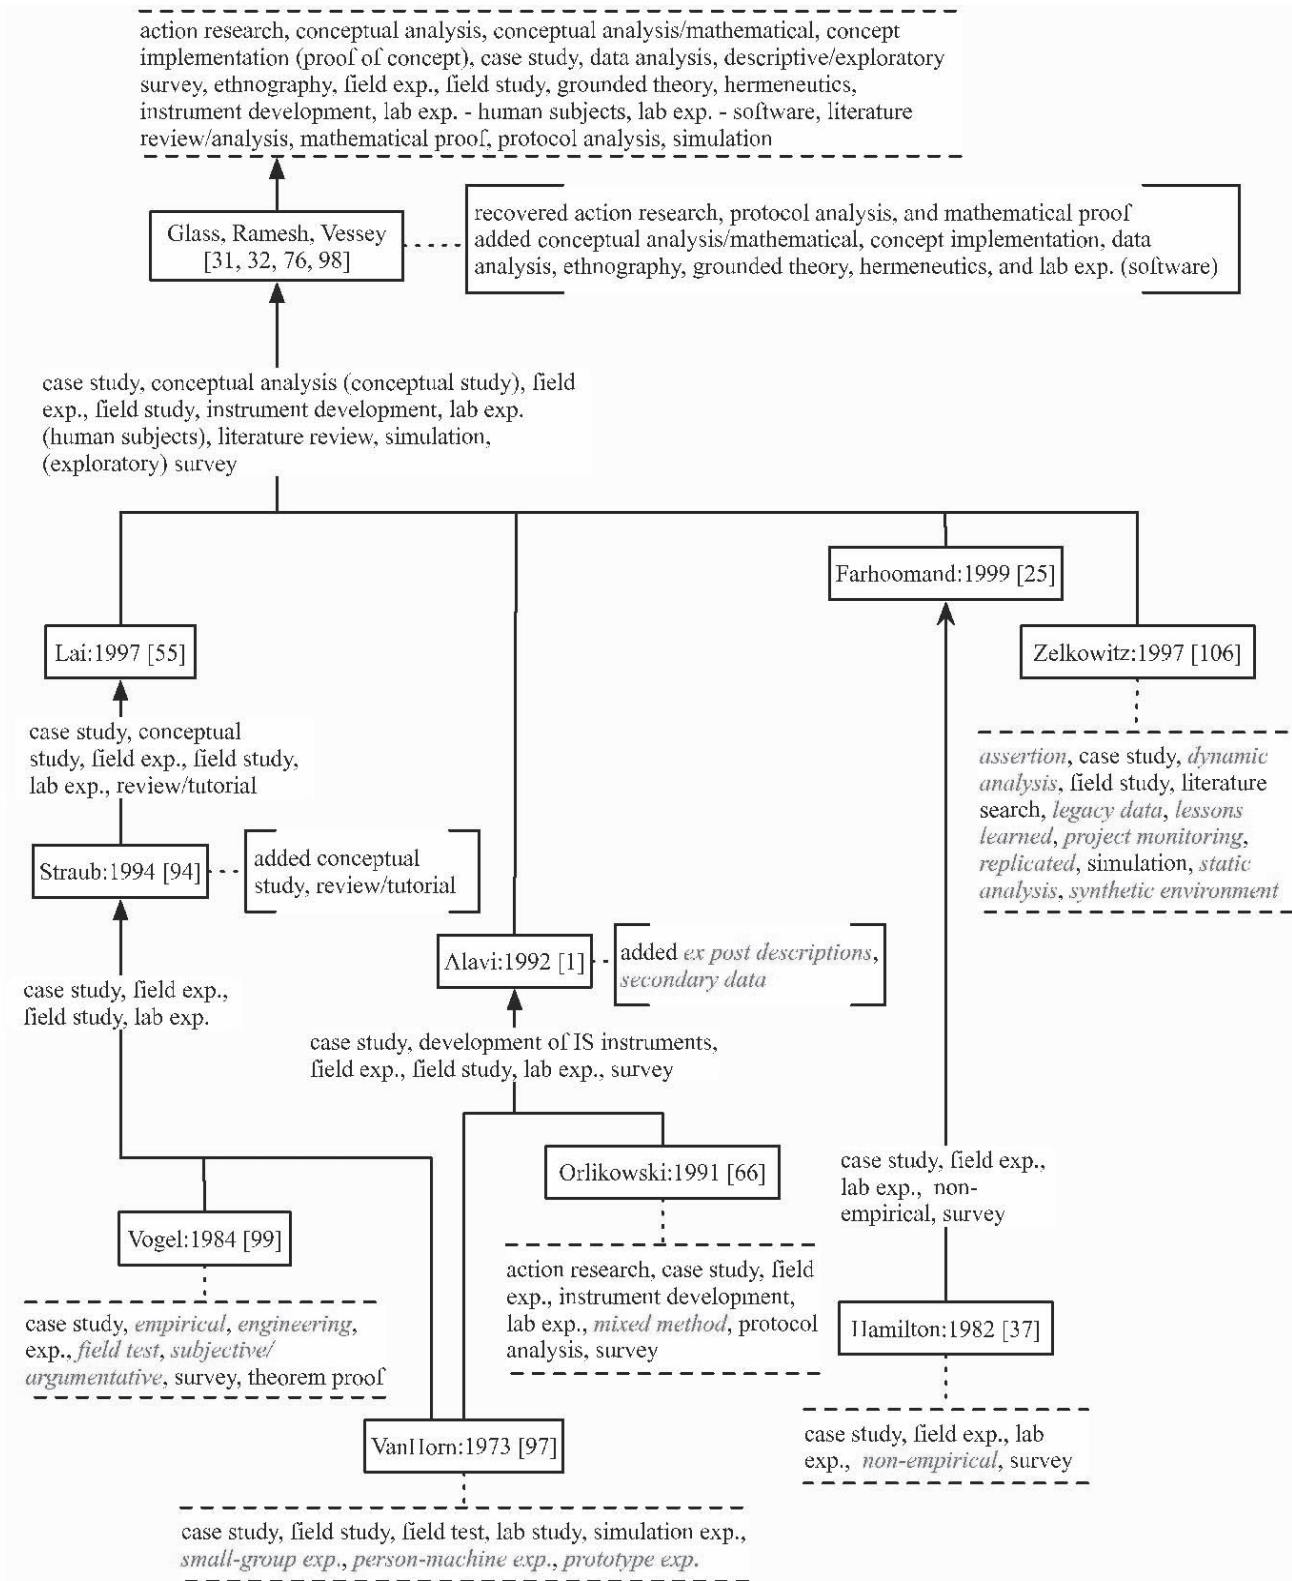 action research, conceptual analysis, conceptual analysis/mathematical, concept
implementation (proof of concept), case study, data analysis, descriptive/exploratory
survey, ethnography, field exp., field study, grounded theory, hermeneutics,
instrument development, lab exp. - human subjects, lab exp. - software, literature
review/analysis, mathematical proof, protocol analysis, simulation
Glass, Ramesh, Vessey
[31, 32, 76, 98]
recovered action research, protocol analysis, and mathematical proof
added conceptual analysis/mathematical, concept implementation, data
analysis, ethnography, grounded theory, hermeneutics, and lab exp. (software)
case study, conceptual analysis (conceptual study), field
exp., field study, instrument development, lab exp.
(human subjects), literature review, simulation,
(exploratory) survey
Farhoomand:1999 [25]
Lai:1997 [55]
Zelkowitz:1997 [106]
case study, conceptual
study, field exp., field study,
lab exp., review/tutorial
assertion, case study, dynamic
analysis, field study, literature
search, legacy data, lessons
learned, project monitoring,
replicated, simulation, static
analysis, synthetic environment
Straub:1994 [94]
added conceptual
study, review/tutorial
Alavi:1992 [1]
added ex post descriptions,
secondary data
case study, field exp.,
field study, lab exp.
case study, development of IS instruments,
field exp., field study, lab exp., survey
Orlikowski:1991 [66]
case study, field exp.,
lab exp., non-
empirical, survey
Vogel:1984 [99]
action research, case study, field
exp., instrument development,
lab exp., mixed method, protocol
analysis, survey
Hamilton:1982 [37]
case study, empirical, engineering,
exp., field test, subjective/
argumentative, survey, theorem proof
VanHorn:1973 [97]
case study, field exp., lab
exp., non-empirical, survey
case study, field study, field test, lab study, simulation exp.,
small-group exp., person-machine exp., prototype exp.